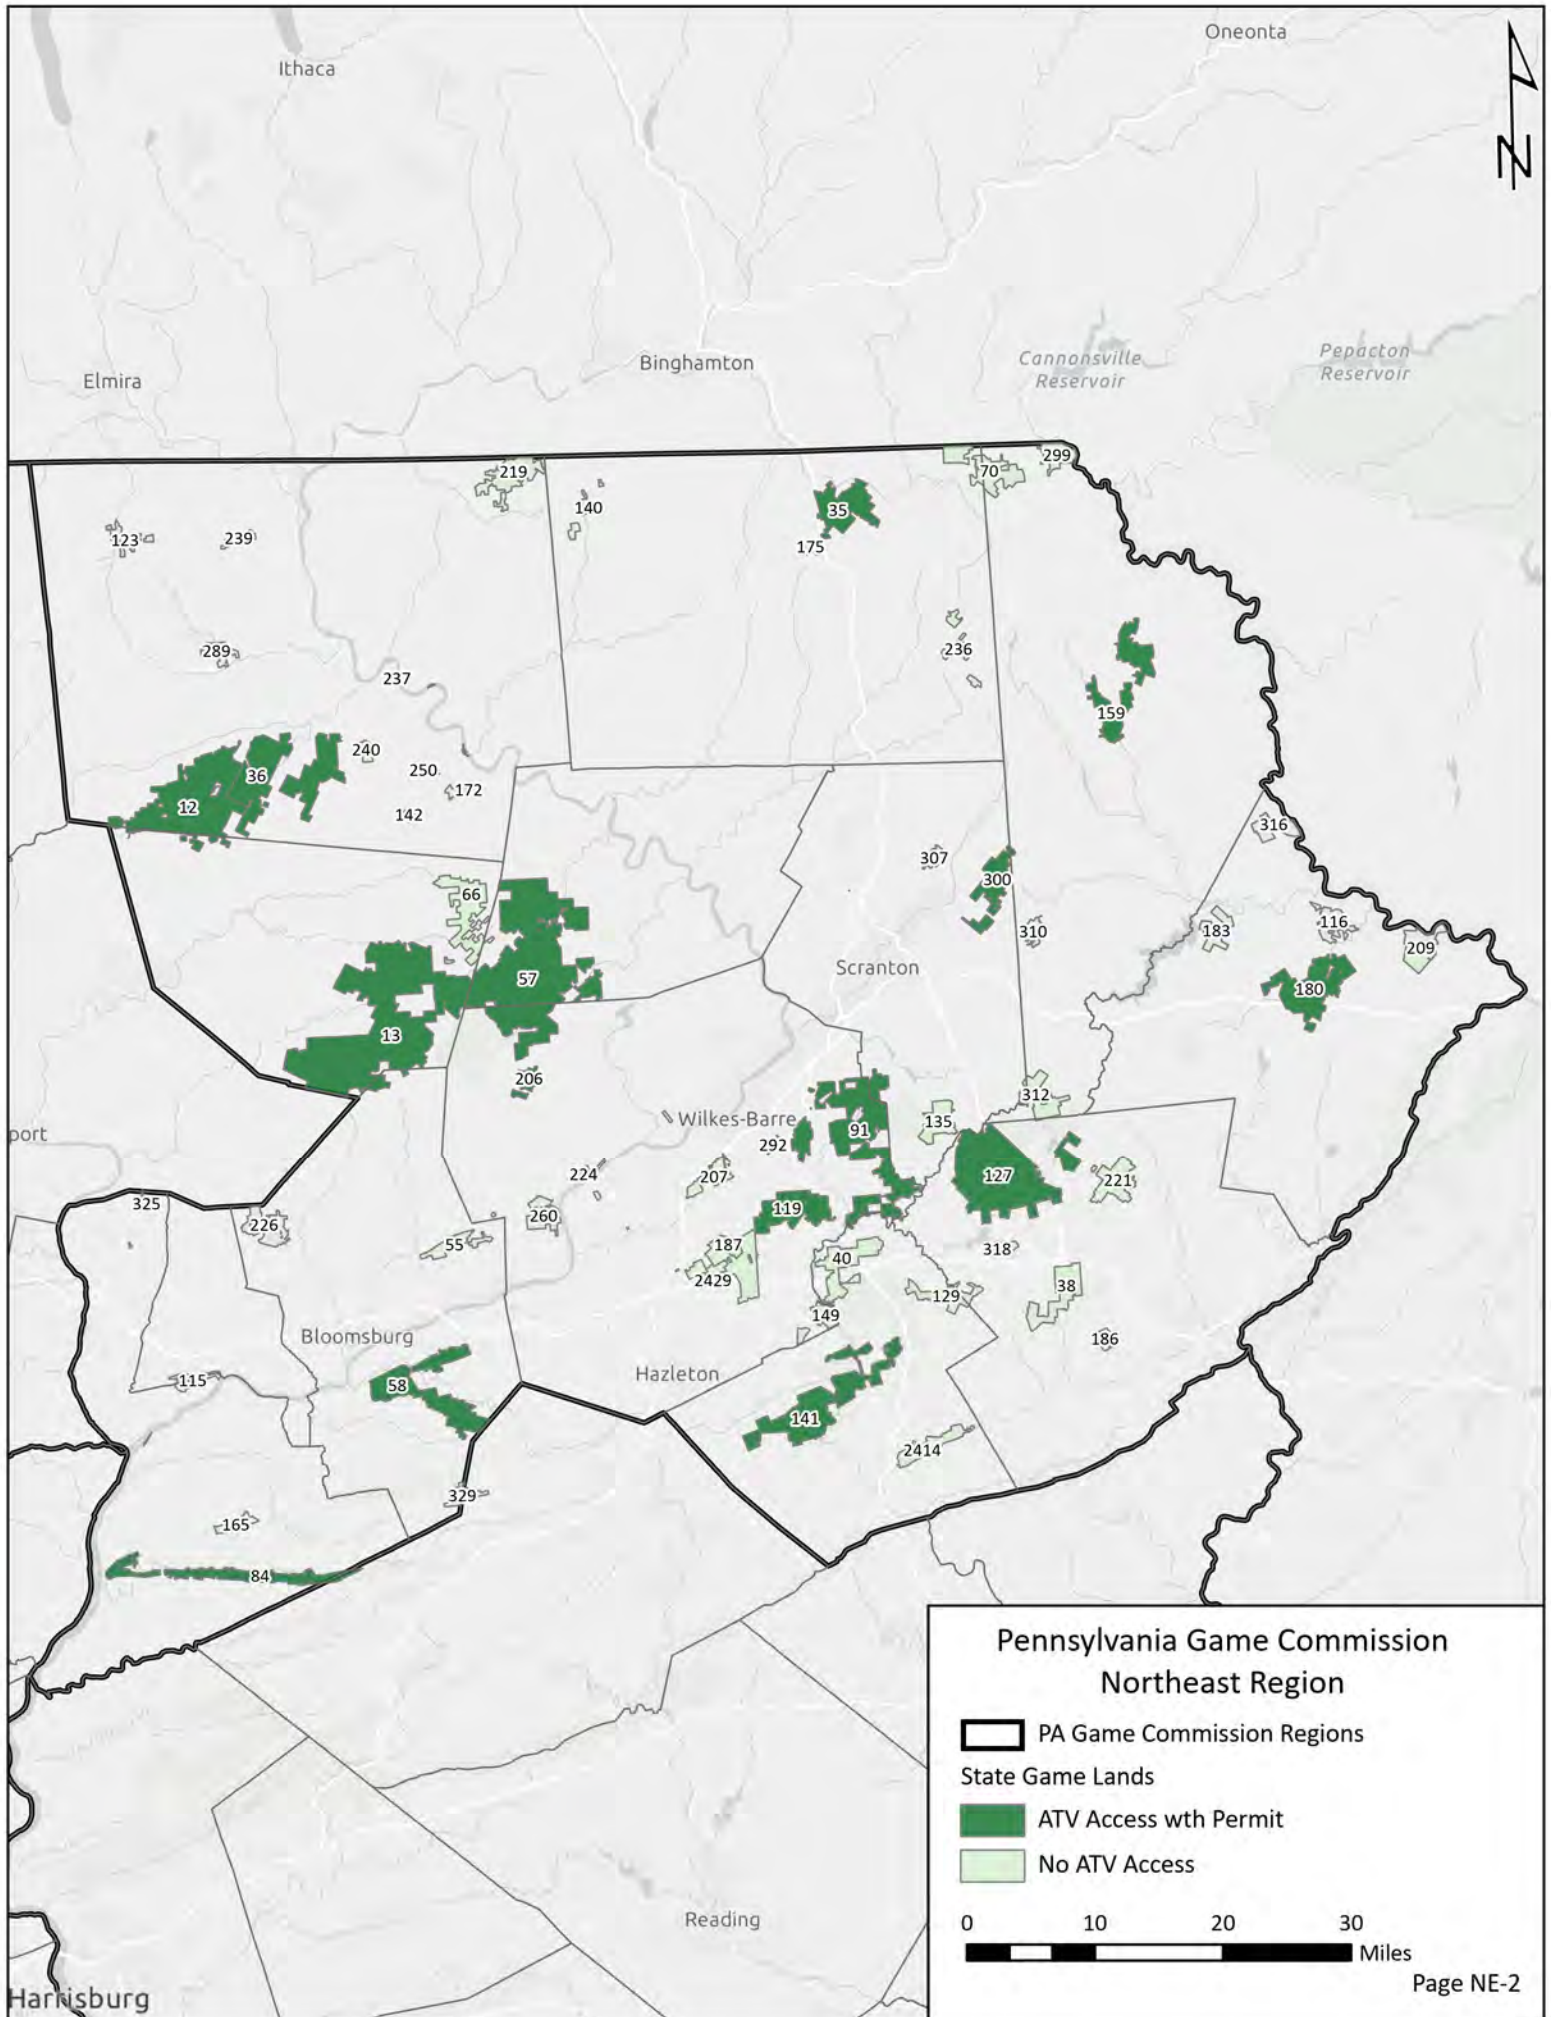 Oneonta
Ithaca
N
Binghamton
Cannonsville
Reservoir
Pepacton
Reservoir
Elmira
299
219
70
140
35
123
239
175
289
236
237
159
240
36
250
172
12
142
316
307
66
300
116
183
310
209
Scranton
57
180
13
206
312
Wilkes-Barre
135
91
port
292
224
207
127
221
325
119
260
226
55
187
318
40
2429
38
129
149
Bloomsburg
186
Hazleton
115
58
141
2414
329
165
84
Pennsylvania Game Commission
Northeast Region
PA Game Commission Regions
State Game Lands
ATV Access wth Permit
No ATV Access
0 10 20 30
Miles
Page NE-2
Reading
Harrisburg